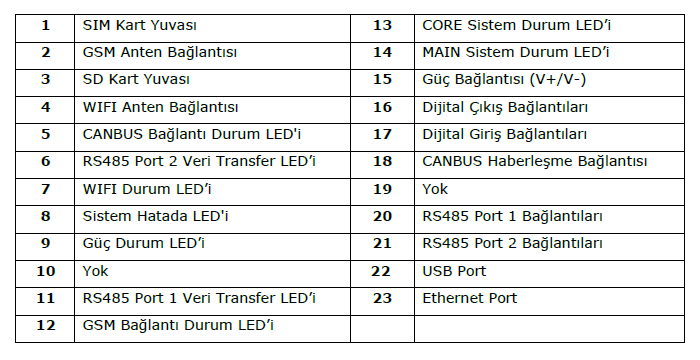 1 SIM Kart Yuvası 13 CORE Sistem Durum LED’i
2 GSM Anten Bağlantısı 14 MAIN Sistem Durum LED’i
3 SD Kart Yuvası 15 Güç Bağlantısı (V+/V-)
4 WIFI Anten Bağlantısı 16 Dijital Çıkış Bağlantıları
5 CANBUS Bağlantı Durum LED'i 17 Dijital Giriş Bağlantıları
6 RS485 Port 2 Veri Transfer LED’i 18 CANBUS Haberleşme Bağlantısı
7 WIFI Durum LED’i 19 Yok
8 Sistem Hatada LED'i 20 RS485 Port 1 Bağlantıları
9 Güç Durum LED’i 21 RS485 Port 2 Bağlantıları
10 Yok 22 USB Port
11 RS485 Port 1 Veri Transfer LED’i 23 Ethernet Port
12 GSM Bağlantı Durum LED’i